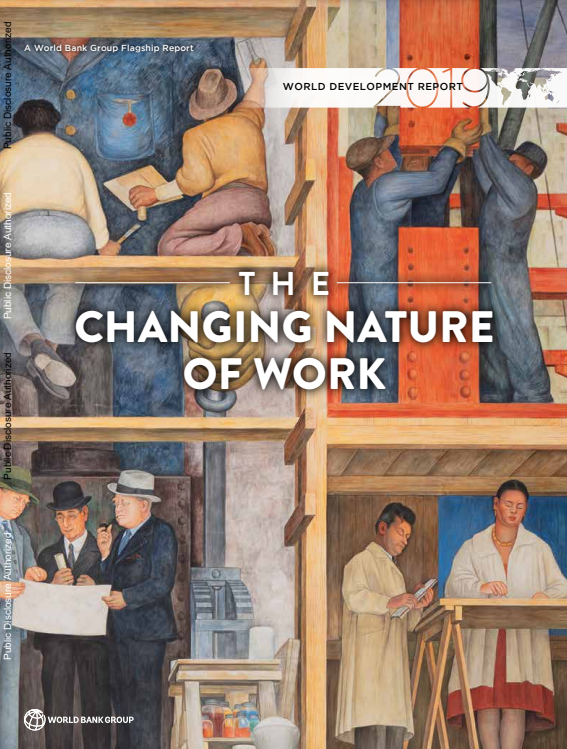 A World Bank Group Flagship Report
WORLD DEVELOPMENT REPORT
2019
THE
CHANGING NATURE
OF WORK
WORLD BANK GROUP
Public Disclosure Authorized
Public Disclosure Authorized
Public Disclosure Authorized
Public Disclosure Authorized